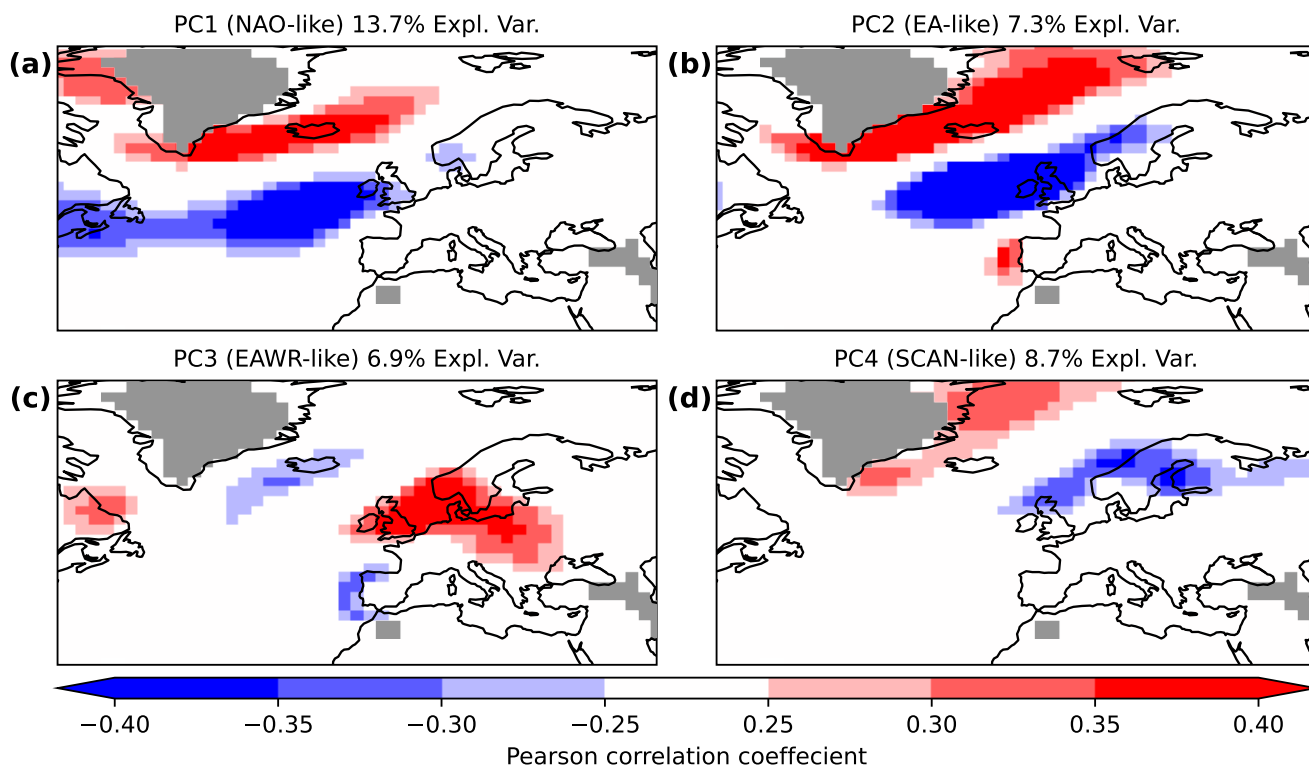 PC1 (NAO-like) 13.7% Expl. Var.
PC2 (EA-like) 7.3% Expl. Var.
(a)
(b)
PC3 (EAWR-like) 6.9% Expl. Var.
PC4 (SCAN-like) 8.7% Expl. Var.
(c)
(d)
−0.40 −0.35 −0.30 −0.25 0.25 0.30 0.35 0.40
Pearson correlation coeffecient